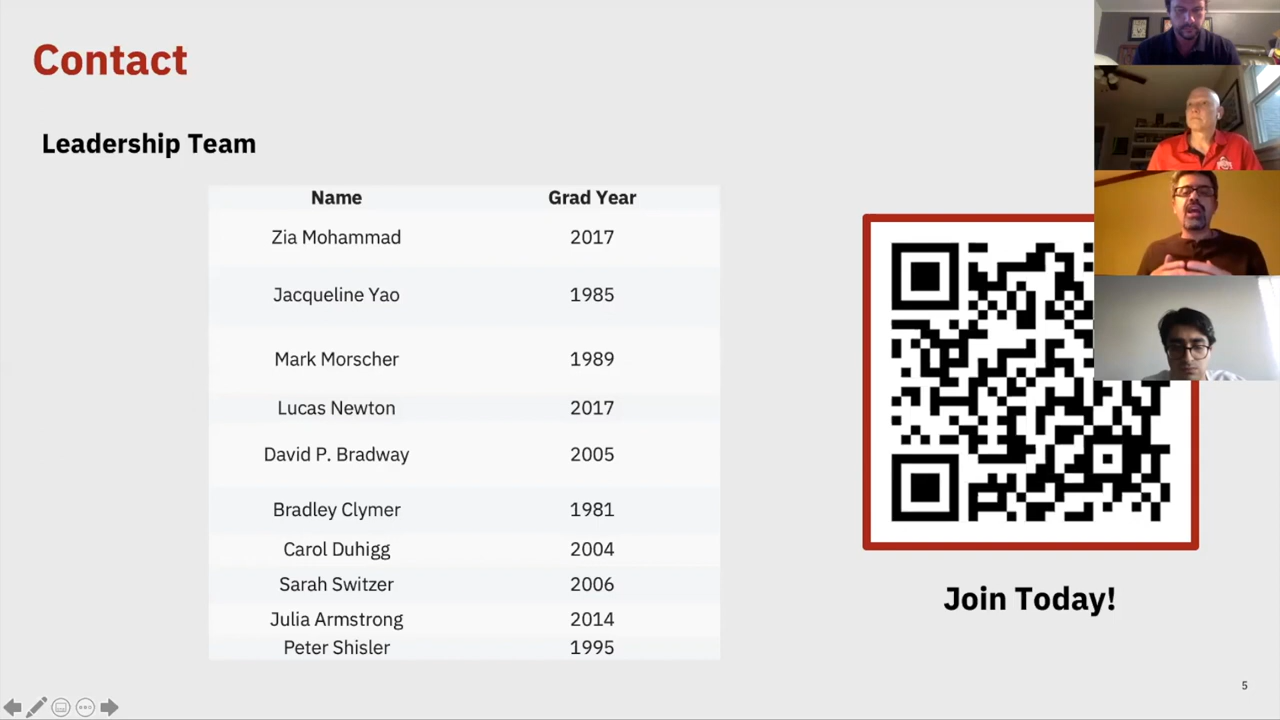 Contact
Leadership Team
Name Grad Year
Zia Mohammad 2017
Jacqueline Yao 1985
Mark Morscher 1989
Lucas Newton 2017
David P. Bradway 2005
Bradley Clymer 1981
Carol Duhigg 2004
Sarah Switzer 2006
Julia Armstrong 2014
Peter Shisler 1995
Join Today!
5